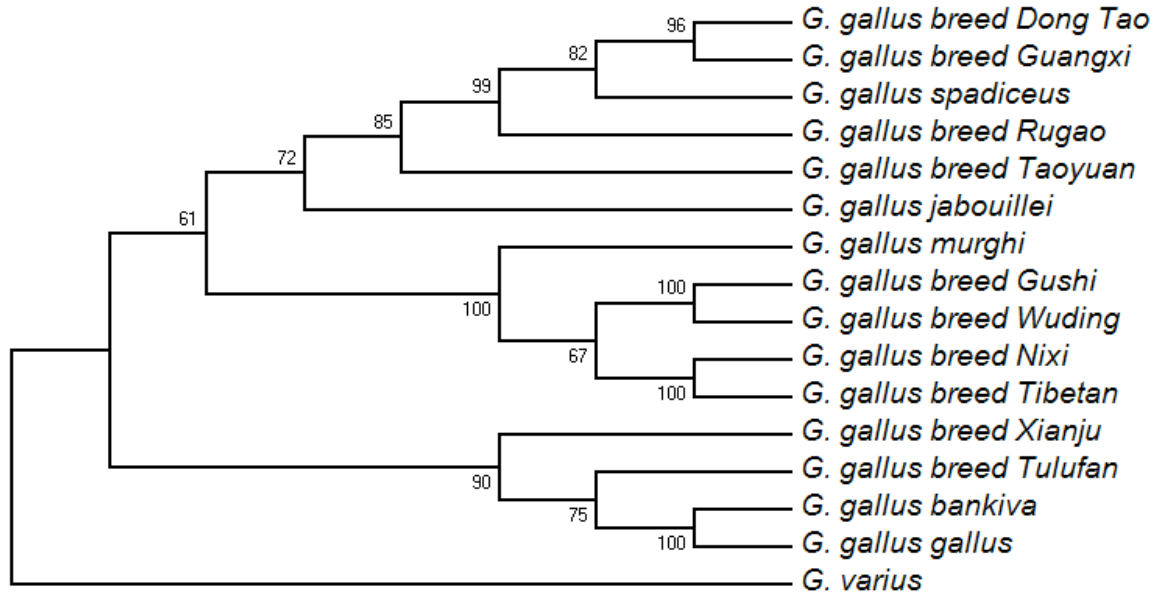 96
G. gallus breed Dong Tao
82
G. gallus breed Guangxi
99
G. gallus spadiceus
85
G. gallus breed Rugao
72
G. gallus breed Taoyuan
61
G. gallus jabouillei
G. gallus murghi
100
100
G. gallus breed Gushi
G. gallus breed Wuding
67
G. gallus breed Nixi
100
G. gallus breed Tibetan
G. gallus breed Xianju
90
G. gallus breed Tulufan
75
G. gallus bankiva
100
G. gallus gallus
G. varius